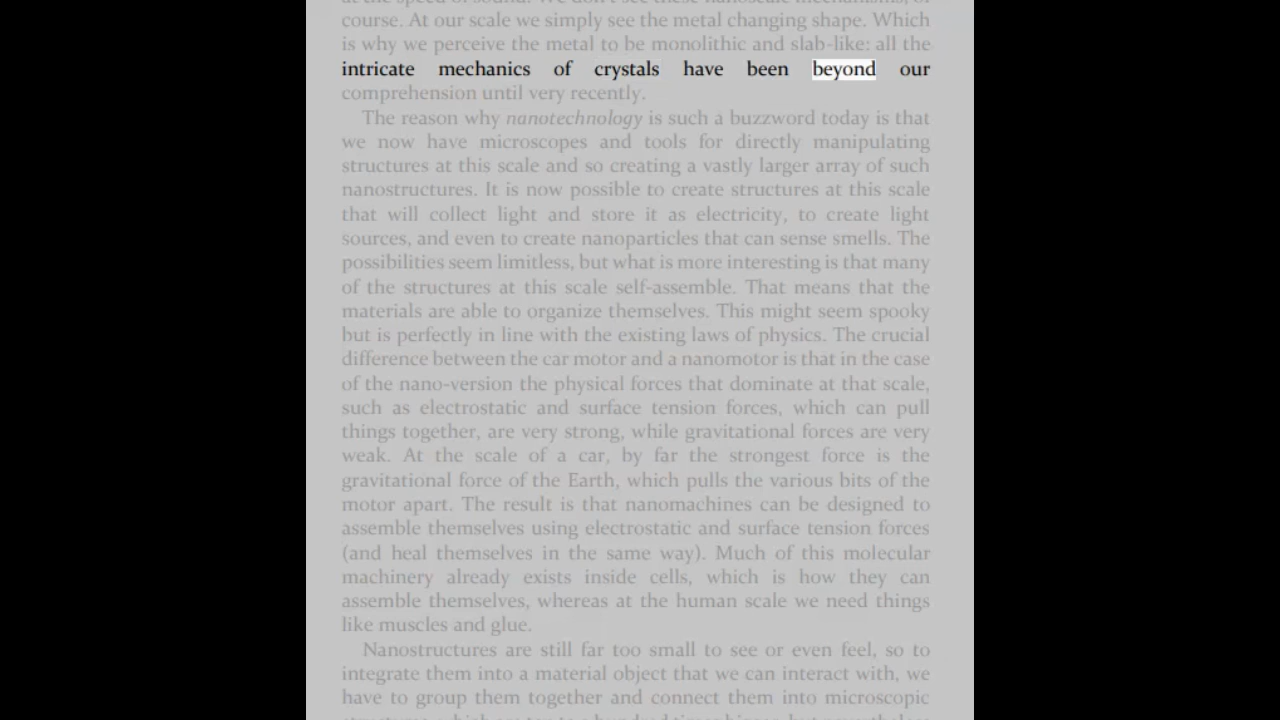 at the speed of sound. We don't see these nanoscale mechanisms, of
course. At our scale we simply see the metal changing shape. Which
is why we perceive the metal to be monolithic and slab-like: all the
intricate mechanics of crystals have been beyond our
comprehension until very recently.
The reason why nanotechnology is such a buzzword today is that
we now have microscopes and tools for directly manipulating
structures at this scale and so creating a vastly larger array of such
nanostructures. It is now possible to create structures at this scale
that will collect light and store it as electricity, to create light
sources, and even to create nanoparticles that can sense smells. The
possibilities seem limitless, but what is more interesting is that many
of the structures at this scale self-assemble. That means that the
materials are able to organize themselves. This might seem spooky
but is perfectly in line with the existing laws of physics. The crucial
difference between the car motor and a nanomotor is that in the case
of the nano-version the physical forces that dominate at that scale,
such as electrostatic and surface tension forces, which can pull
things together, are very strong, while gravitational forces are very
weak. At the scale of a car, by far the strongest force is the
gravitational force of the Earth, which pulls the various bits of the
motor apart. The result is that nanomachines can be designed to
assemble themselves using electrostatic and surface tension forces
(and heal themselves in the same way). Much of this molecular
machinery already exists inside cells, which is how they can
assemble themselves, whereas at the human scale we need things
like muscles and glue.
Nanostructures are still far too small to see or even feel, so to
integrate them into a material object that we can interact with, we
have to group them together and connect them into microscopic